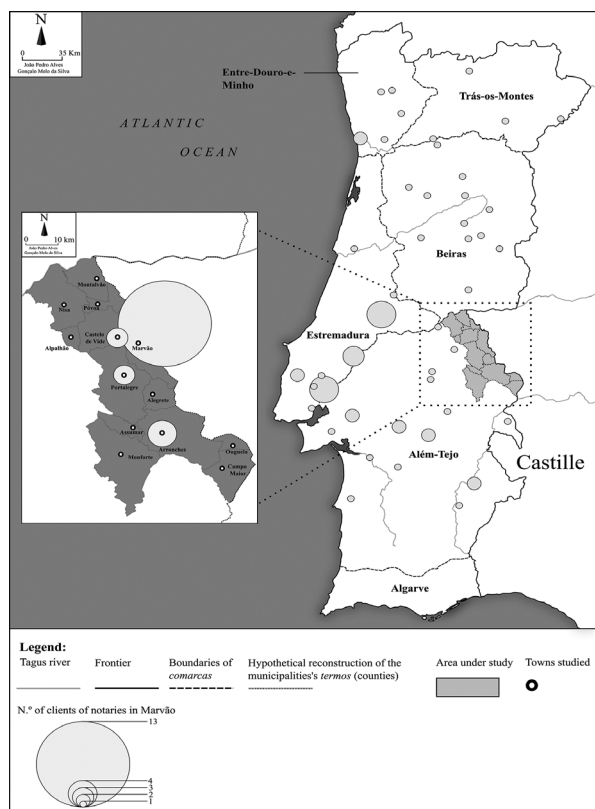 N
0 35 Km
João Pedro Alves
Gonçalo Melo da Silva
Entre-Douro-e-
Minho
Trás-os-Montes
ATLANTIC
OCEAN
N
0 10 km
João Pedro Alves
Gonçalo Melo da Silva
Montalvão
Nisa
Póvoa
Castelo
de Vide
Alpalhão
Marvão
Portalegre
Alegrete
Assumar
Arronches
Monforte
Ouguela
Campo
Maior
Beiras
Estremadura
Além-Tejo
Castille
Algarve
Legend:
Tagus river
Frontier
Boundaries of
comarcas
Hypothetical reconstruction of the
municipalities's termos (counties)
Area under study
Towns studied
N.º of clients of notaries in Marvão
13
4
3
2
1